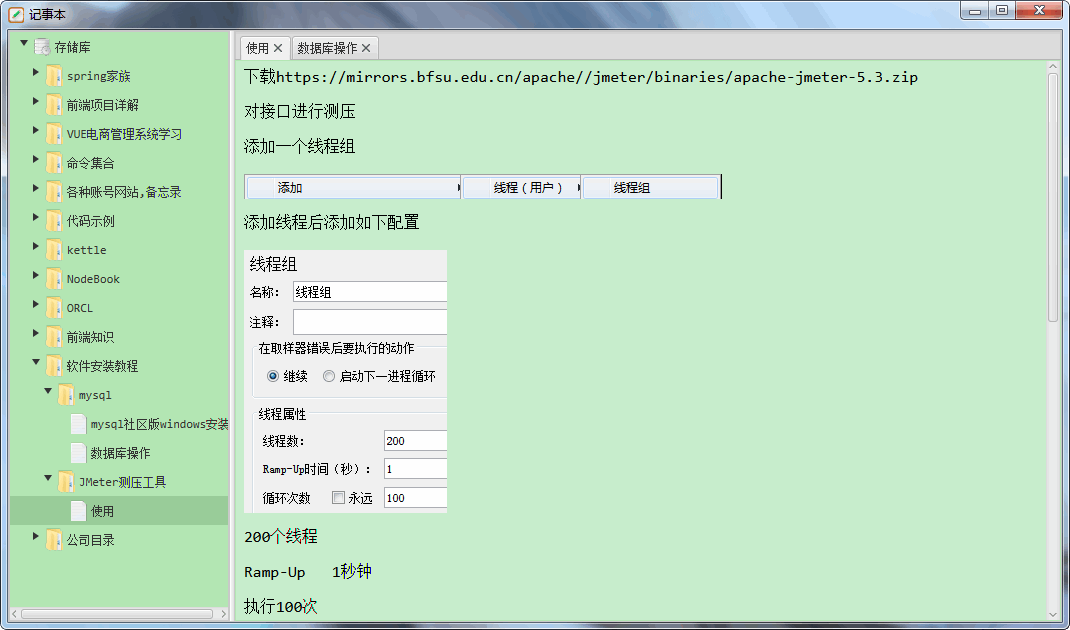 记事本
存储库
spring家族
前端项目详解
VUE电商管理系统学习
命令集合
各种账号网站,备忘录
代码示例
kettle
NodeBook
ORCL
前端知识
软件安装教程
mysql
mysql社区版windows安装
数据库操作
JMeter测压工具
使用
公司目录
使用 数据库操作
下载https://mirrors.bfsu.edu.cn/apache//jmeter/binaries/apache-jmeter-5.3.zip
对接口进行测压
添加一个线程组
添加 线程（用户） 线程组
添加线程后添加如下配置
线程组
名称： 线程组
注释：
在取样器错误后要执行的动作
继续 启动下一进程循环
线程属性
线程数： 200
Ramp-Up时间（秒）： 1
循环次数 永远 100
200个线程
Ramp-Up 1秒钟
执行100次